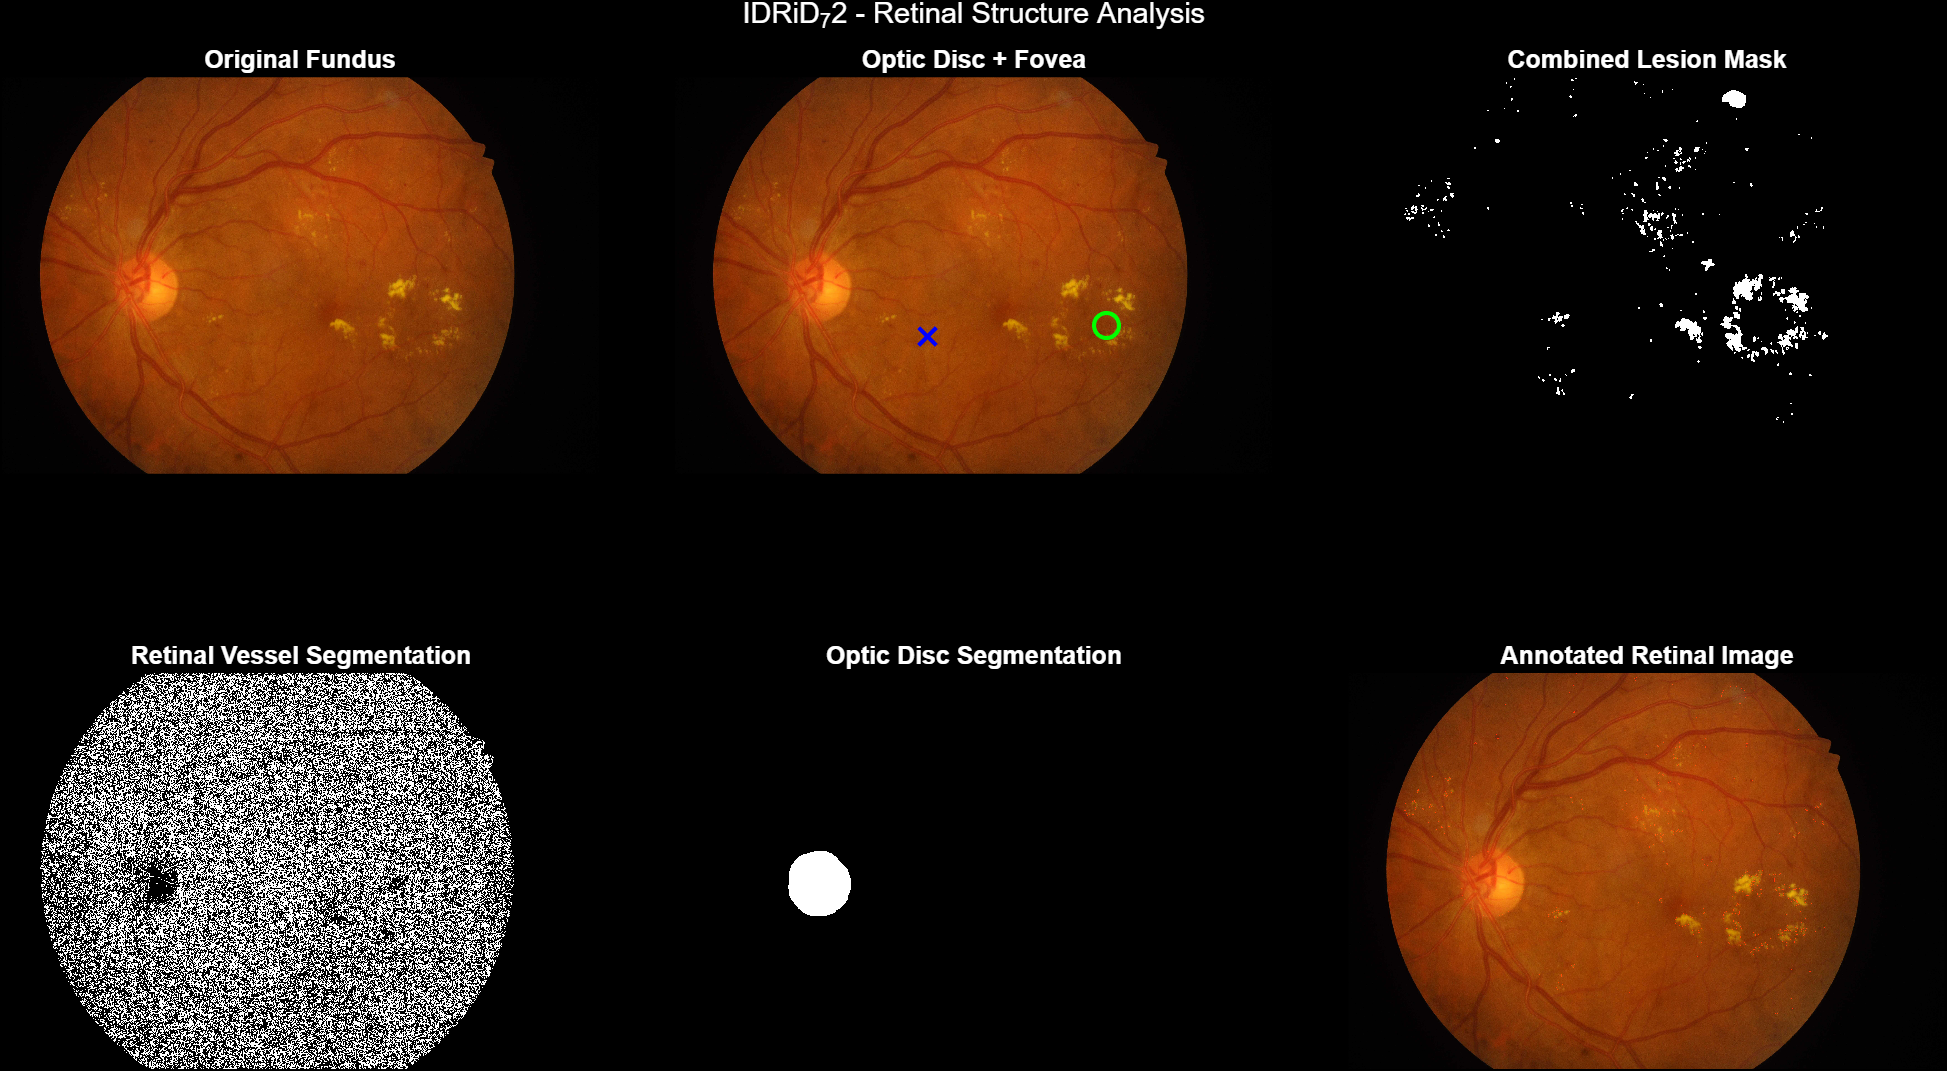 IDRiD₇2 - Retinal Structure Analysis
Original Fundus
Optic Disc + Fovea
Combined Lesion Mask
Retinal Vessel Segmentation
Optic Disc Segmentation
Annotated Retinal Image